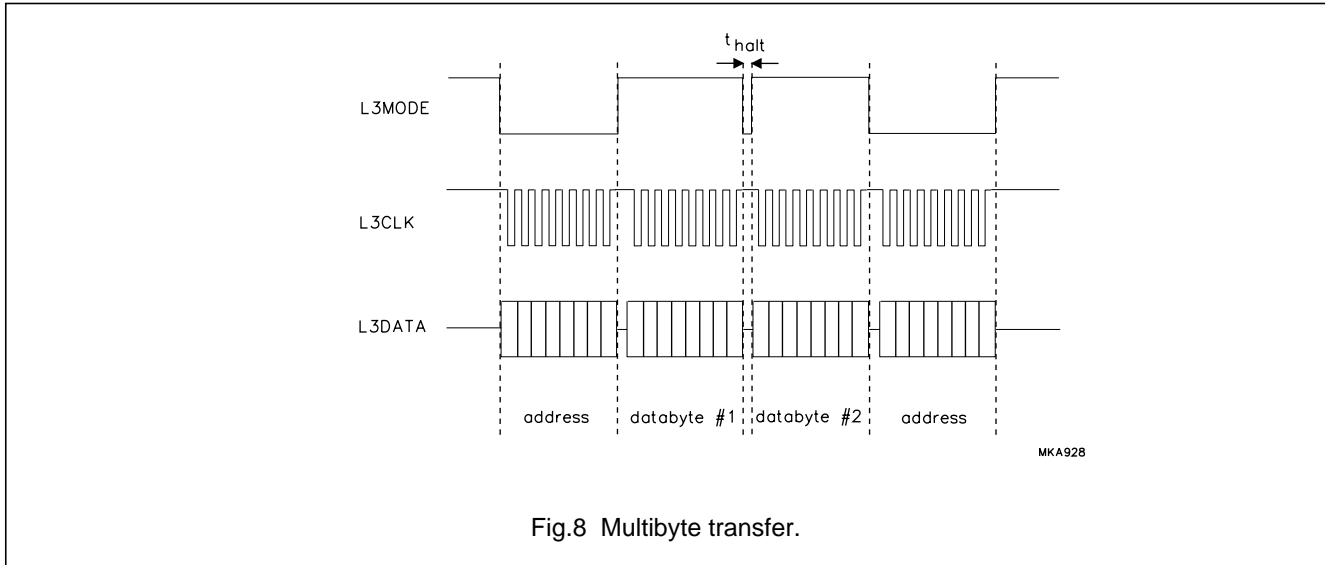 t halt
L3MODE
L3CLK
L3DATA
address databyte #1 databyte #2 address
MKA928
Fig.8 Multibyte transfer.